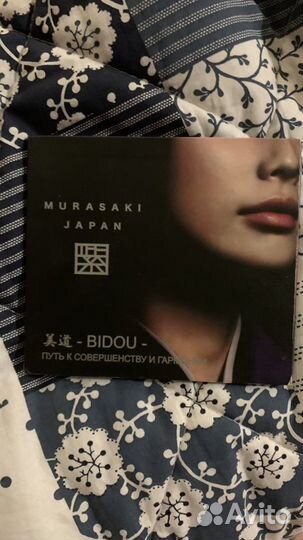 MURASAKI
JAPAN
美道 - BIDOU -
ПУТЬ К СОВЕРШЕНСТВУ И
Avito